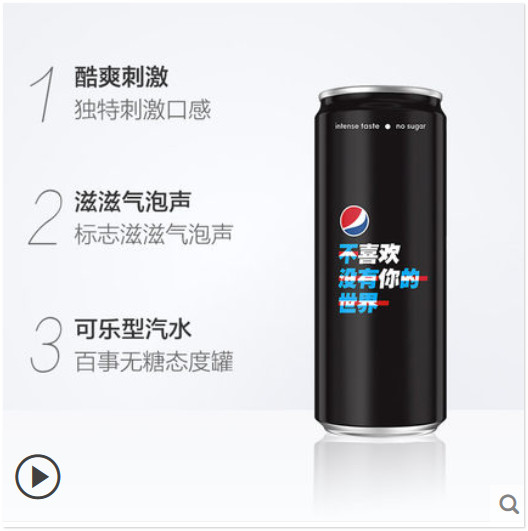 1
酷爽刺激
独特刺激口感
2
滋滋气泡声
标志滋滋气泡声
3
可乐型汽水
百事无糖态度罐
intense taste ● no sugar
不喜欢
没有你的
世界